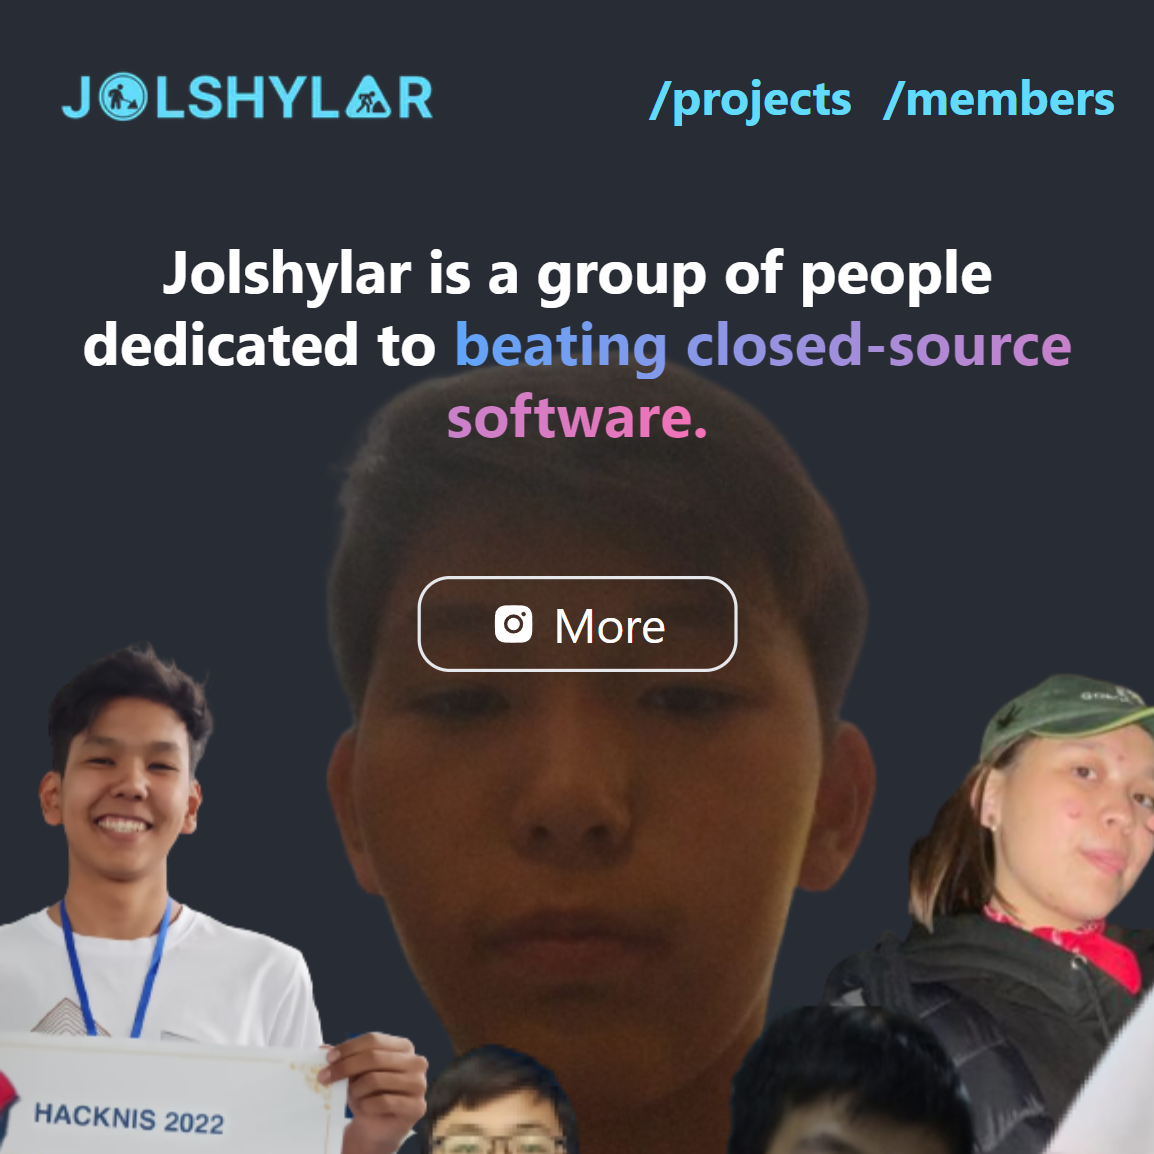 JOLSHYLAR
/projects /members
Jolshylar is a group of people
dedicated to beating closed-source
software.
More
HACKNIS 2022